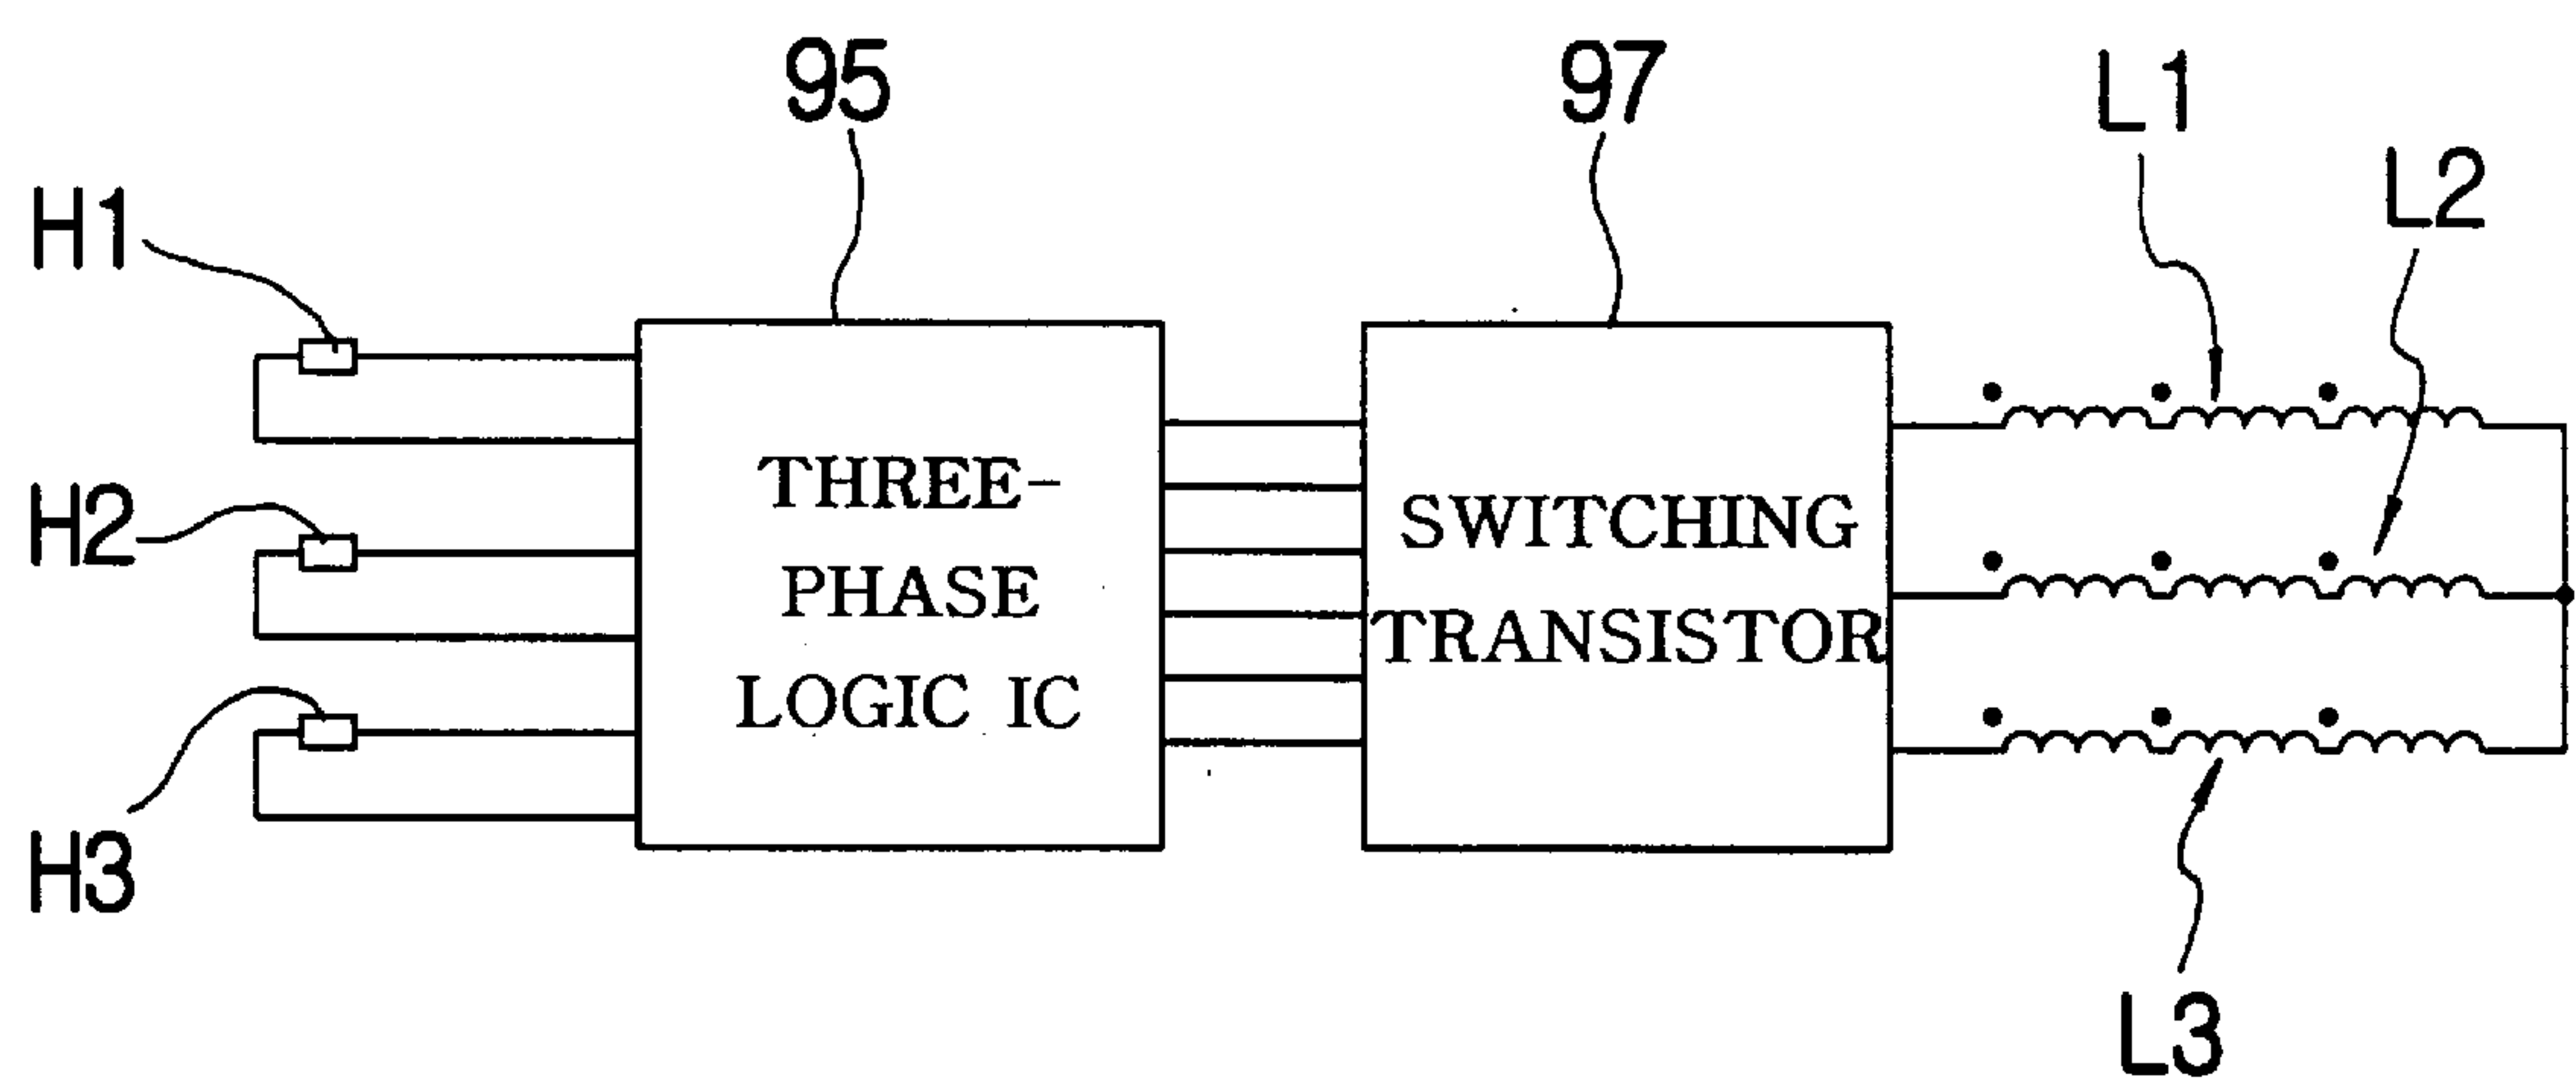 95
97
L1
L2
H1
H2
H3
THREE-
PHASE
LOGIC IC
SWITCHING
TRANSISTOR
L3